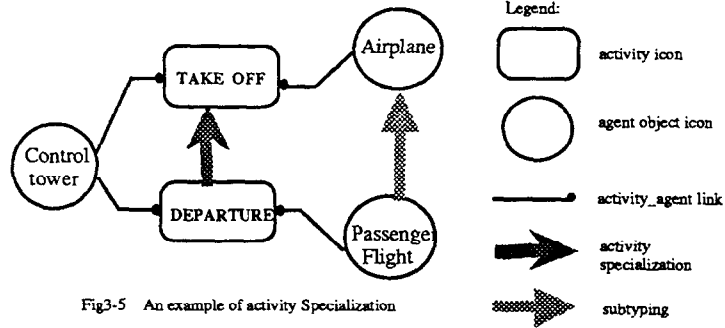 Legend:
Airplane
TAKE OFF
activity icon
agent object icon
Control
tower
activity_agent link
DEPARTURE
Passenger
Flight
activity
specialization
Fig3-5 An example of activity Specialization
subtyping